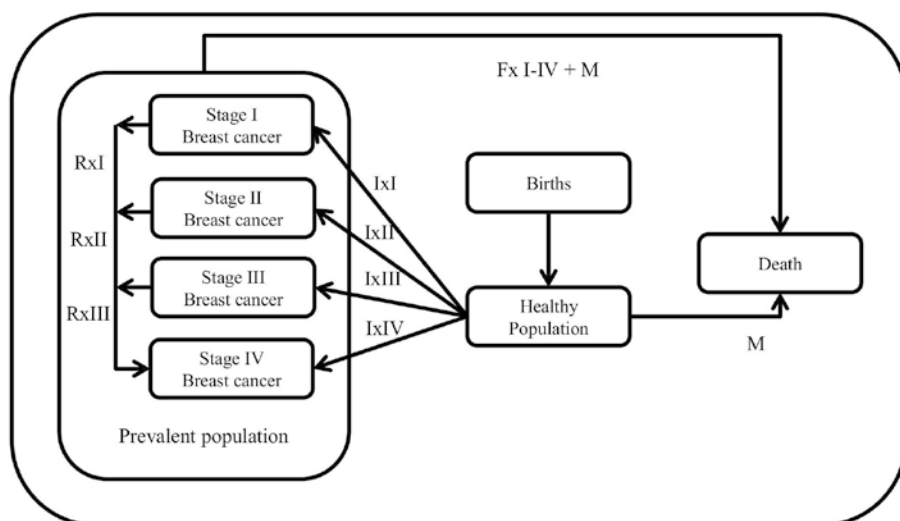 Fx I-IV + M
Stage I
Breast cancer
RxI
IxI
Births
Stage II
Breast cancer
IxII
RxII
Death
Stage III
Breast cancer
IxIII
RxIII
Healthy
Population
IxIV
M
Stage IV
Breast cancer
Prevalent population